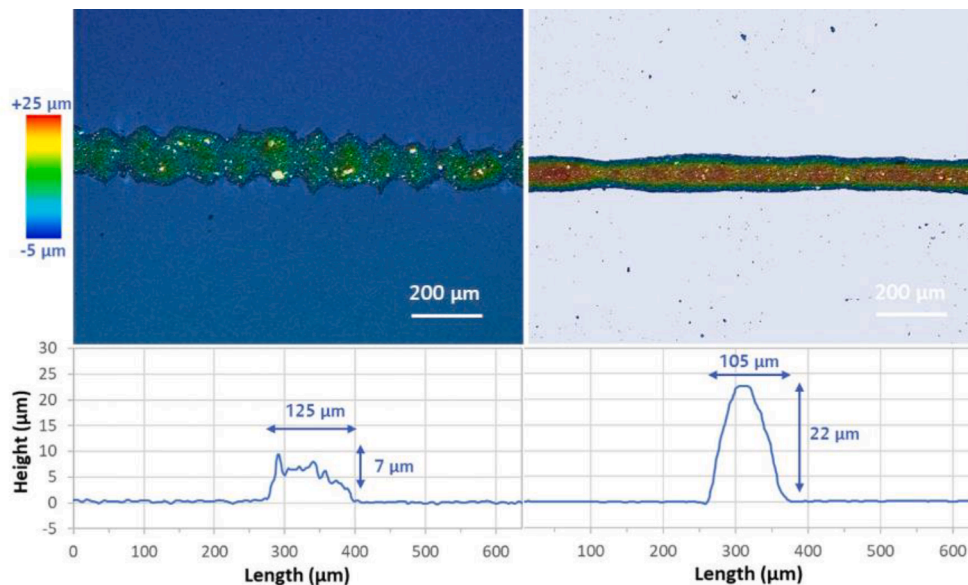 +25 µm
-5 µm
200 µm
200 µm
30
25
20
15
10
5
0
-5
Height (µm)
125 µm
7 µm
105 µm
22 µm
0 100 200 300 400 500 600
Length (µm)
100 200 300 400 500 600
Length (µm)